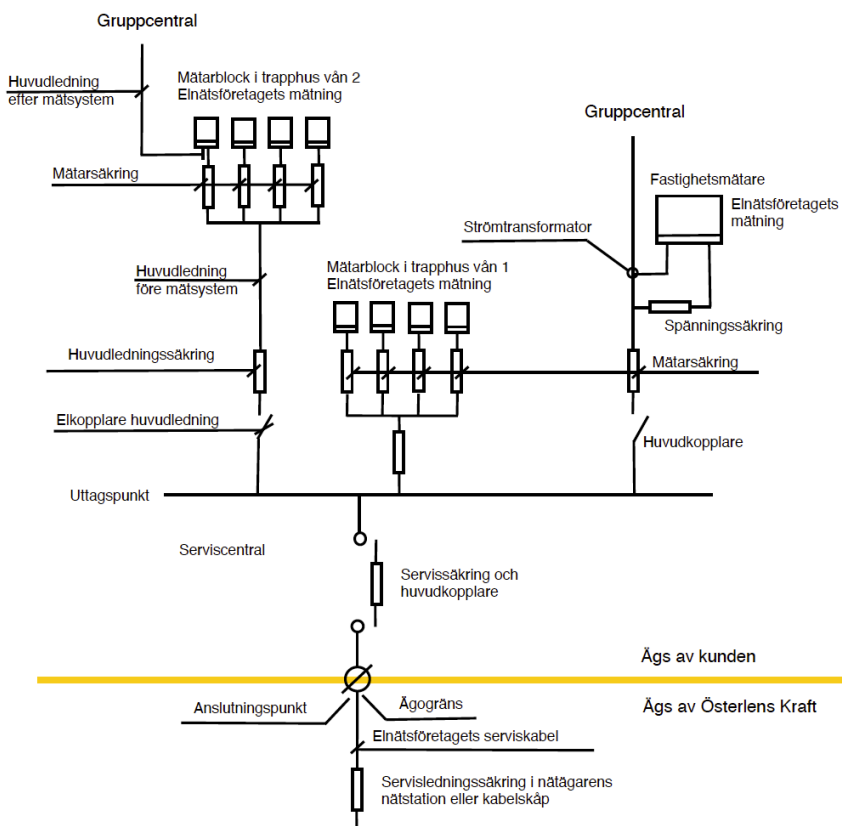 Gruppcentral
Huvudledning
efter mätsystem
Mätarblock i trapphus vån 2
Elnätsföretagets mätning
Gruppcentral
Mätarsäkring
Fastighetsmätare
Elnätsföretagets
mätning
Strömtransformator
Huvudledning
före mätsystem
Mätarblock i trapphus vån 1
Elnätsföretagets mätning
Spänningssäkring
Huvudledningssäkring
Mätarsäkring
Elkopplare huvudledning
Huvudkopplare
Uttagspunkt
Serviscentral
Servissäkring och
huvudkopplare
Ägs av kunden
Anslutningspunkt
Ägogräns
Ägs av Österlens Kraft
Elnätsföretagets serviskabel
Servisledningssäkring i nätägarens
nätstation eller kabelskåp